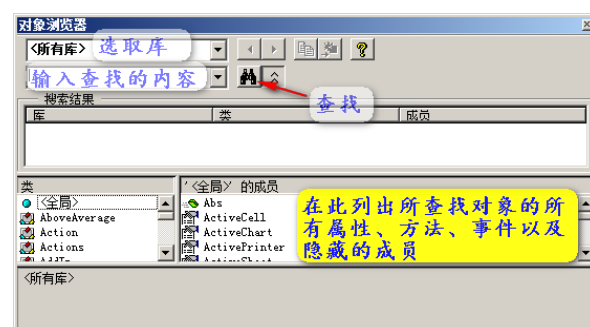 对象浏览器
<所有库>
选取库
输入查找的内容
查找
搜索结果
库 类 成员
类
'<全局>' 的成员
<全局>
AboveAverage
Action
Actions
Abs
ActiveCell
ActiveChart
ActivePrinter
在此列出所查找对象的所
有属性、方法、事件以及
隐藏的成员
<所有库>